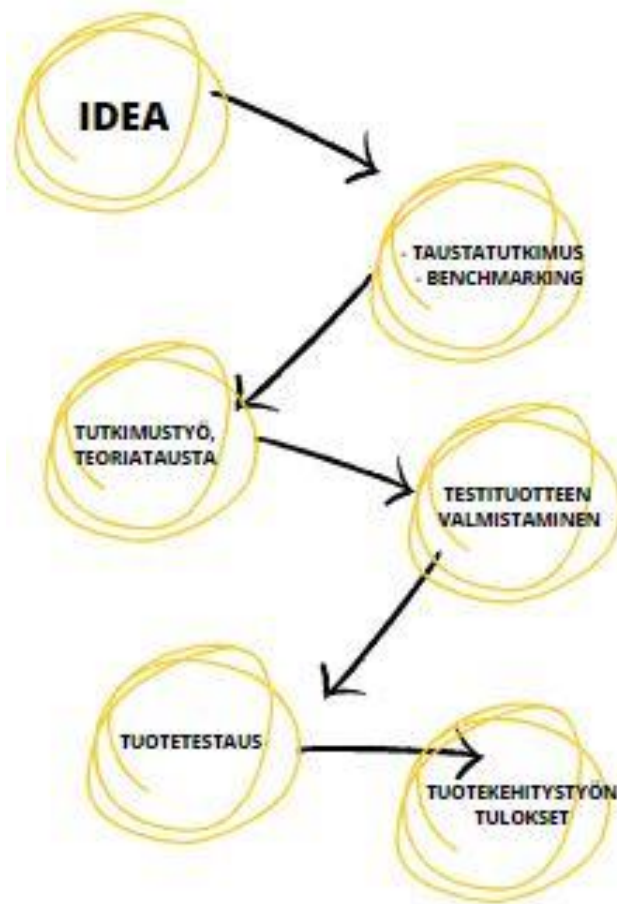 IDEA
- TAUSTATUTKIMUS
- BENCHMARKING
TUTKIMUSTYÖ,
TEORIATAUSTA
TESTITUOTTEEN
VALMISTAMINEN
TUOTETESTAUS
TUOTEKEHITYSTYÖN
TULOKSET